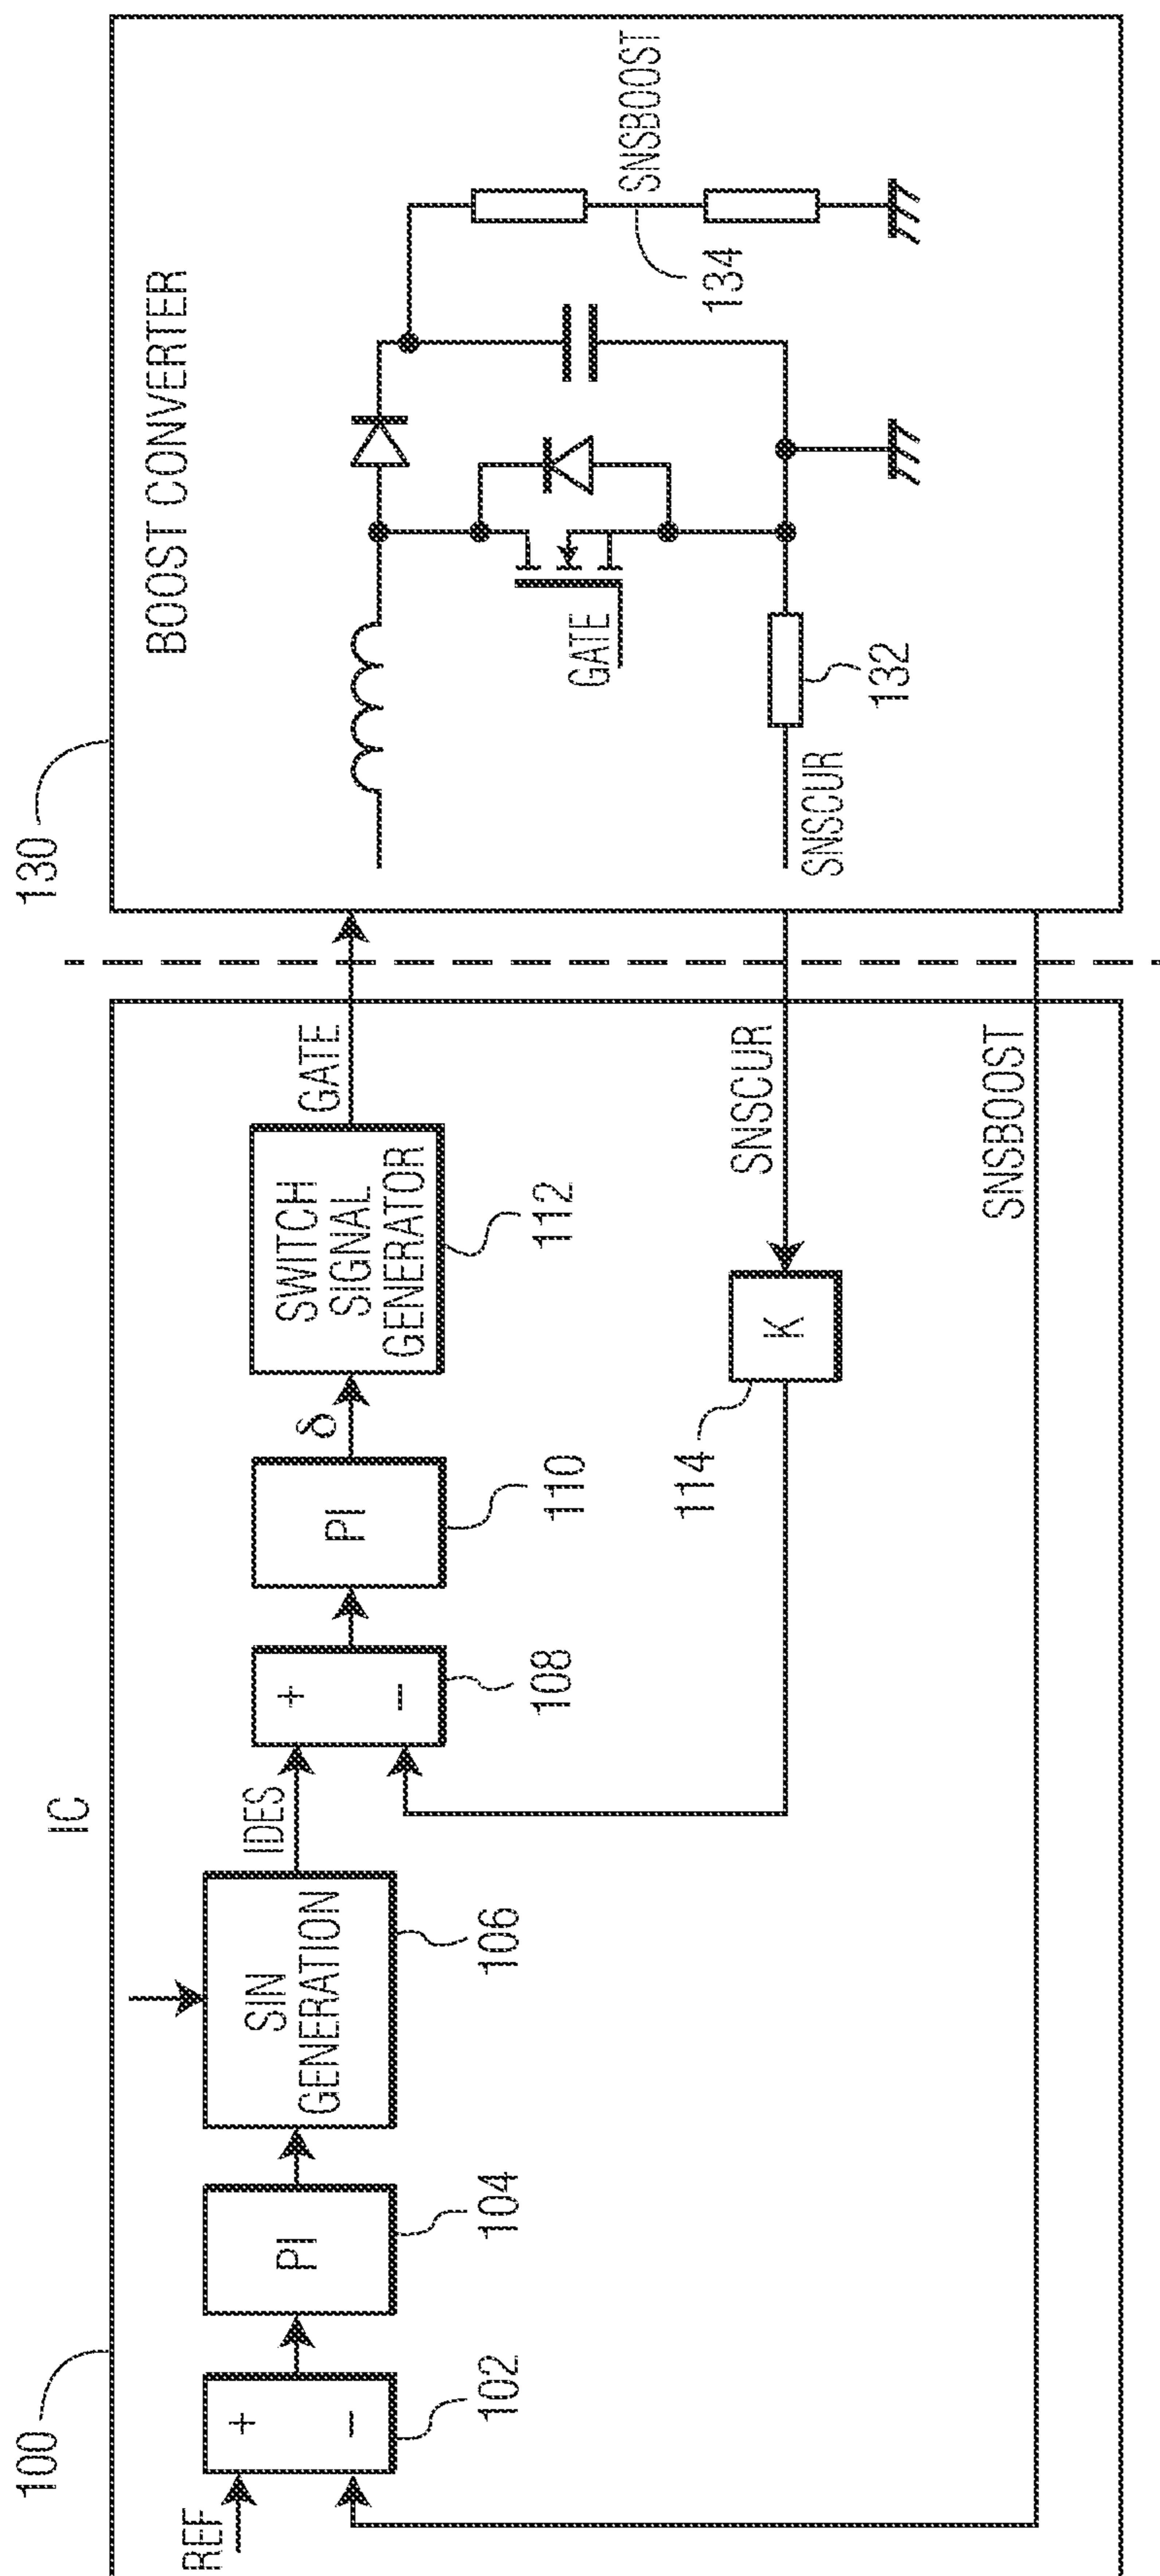 100
IC
REF
+
−
102
PI
104
SIN
GENERATION
106
IDES
+
−
108
PI
110
δ
SWITCH
SIGNAL
GENERATOR
112
GATE
SNSCUR
K
114
SNSBOOST
130
BOOST CONVERTER
GATE
SNSCUR
132
SNSBOOST
134